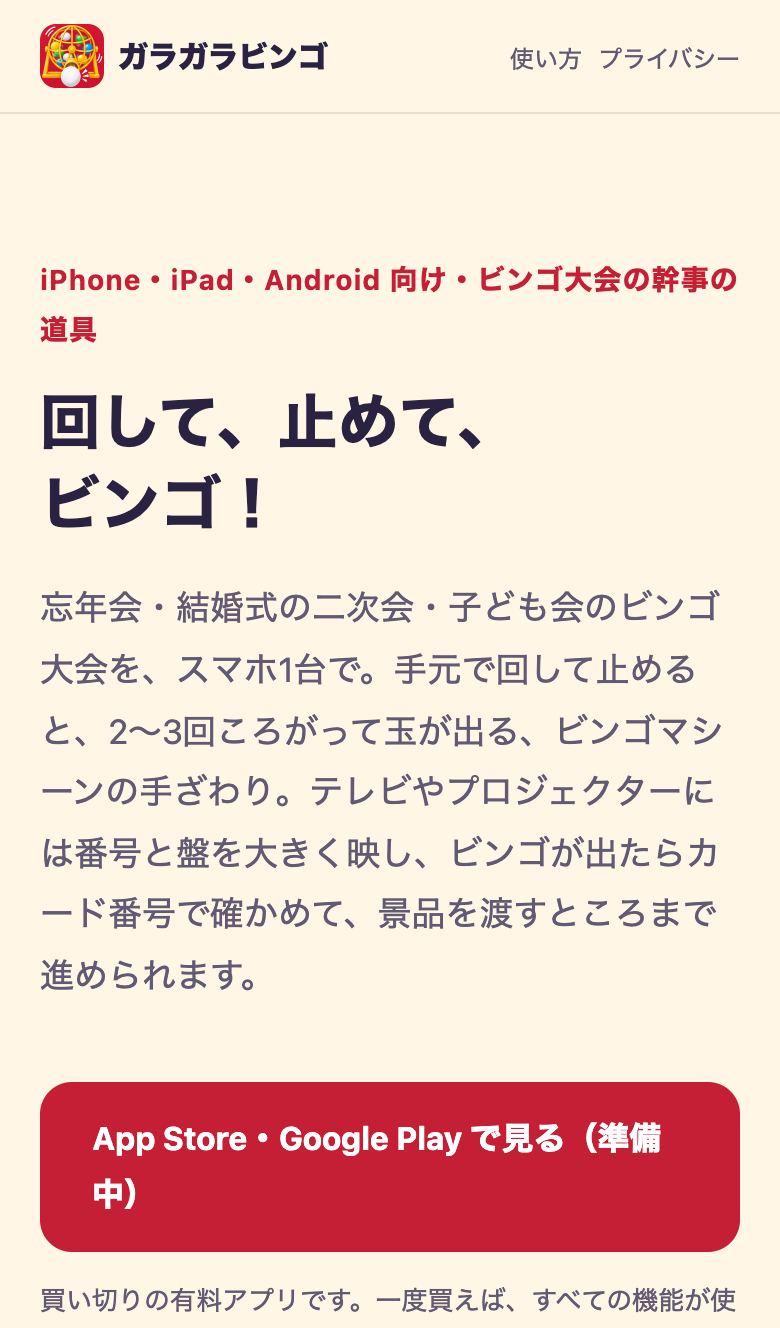 ガラガラビンゴ
使い方 プライバシー
iPhone・iPad・Android 向け・ビンゴ大会の幹事の
道具
回して、止めて、
ビンゴ！
忘年会・結婚式の二次会・子ども会のビンゴ
大会を、スマホ1台で。手元で回して止める
と、2〜3回ころがって玉が出る、ビンゴマシ
ーンの手ざわり。テレビやプロジェクターに
は番号と盤を大きく映し、ビンゴが出たらカ
ード番号で確かめて、景品を渡すところまで
進められます。
App Store・Google Play で見る（準備
中）
買い切りの有料アプリです。一度買えば、すべての機能が使